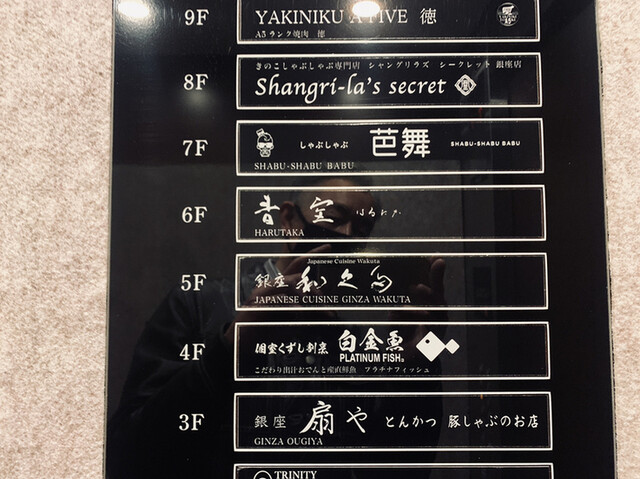 9F
YAKINIKU A FIVE 徳
A5ランク焼肉 徳
8F
きのこしゃぶしゃぶ専門店 シャングリラズ シークレット 銀座店
Shangri-la's secret
7F
しゃぶしゃぶ 芭舞 SHABU-SHABU BABU
SHABU-SHABU BABU
6F
はるたか
HARUTAKA
5F
Japanese Cuisine Wakuta
銀座 和久多
JAPANESE CUISINE GINZA WAKUTA
4F
個室くずし割烹 白金魚
PLATINUM FISH®
こだわり出汁おでんと産直鮮魚 プラチナフィッシュ
3F
銀座 扇や とんかつ 豚しゃぶのお店
GINZA OUGIYA
TRINITY